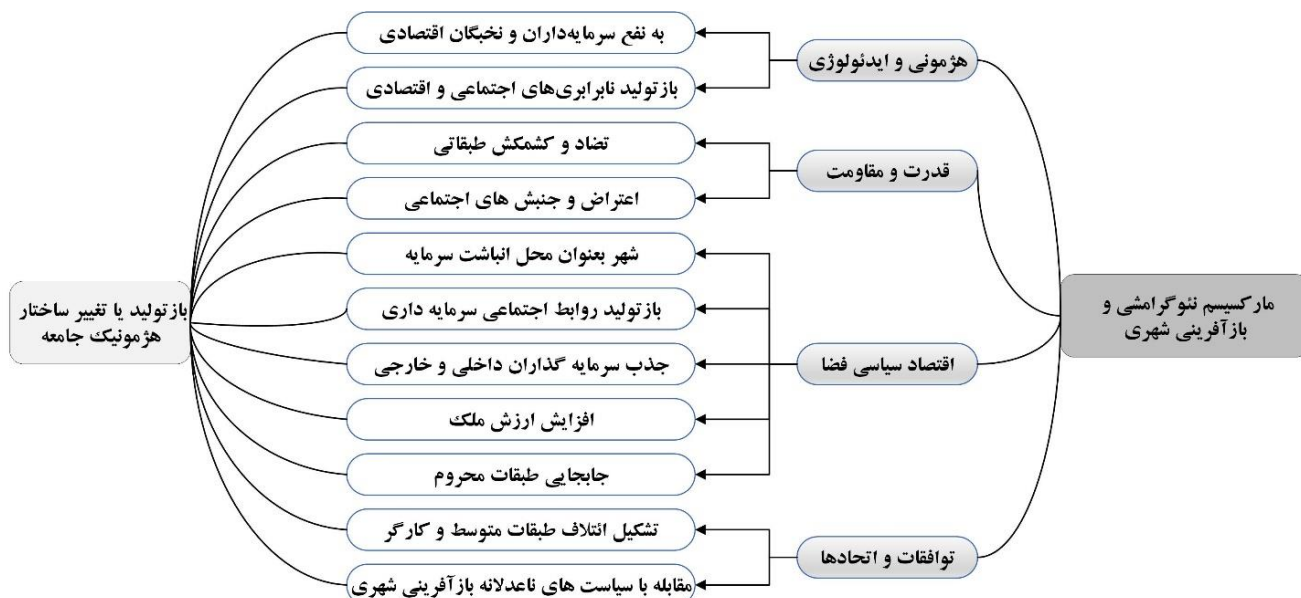 مارکسیسم نئوگرامشی و
بازآفرینی شهری
هژمونی و ایدئولوژی
به نفع سرمایه‌داران و نخبگان اقتصادی
بازتولید نابرابری‌های اجتماعی و اقتصادی
قدرت و مقاومت
تضاد و کشمکش طبقاتی
اعتراض و جنبش های اجتماعی
اقتصاد سیاسی فضا
شهر بعنوان محل انباشت سرمایه
بازتولید روابط اجتماعی سرمایه داری
جذب سرمایه گذاران داخلی و خارجی
افزایش ارزش ملک
جابجایی طبقات محروم
توافقات و اتحادها
تشکیل ائتلاف طبقات متوسط و کارگر
مقابله با سیاست های ناعدلانه بازآفرینی شهری
بازتولید یا تغییر ساختار
هژمونیک جامعه